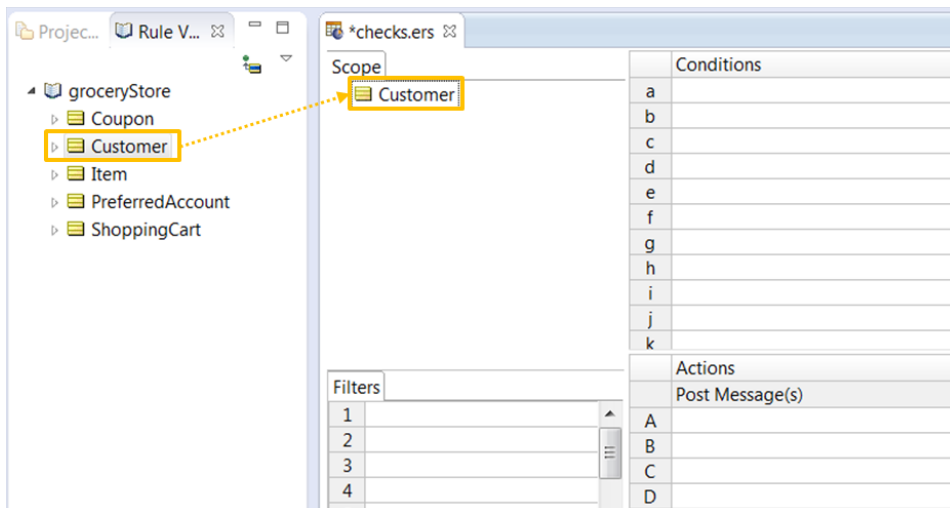 Projec...
Rule V...
groceryStore
Coupon
Customer
Item
PreferredAccount
ShoppingCart
*checks.ers
Scope
Customer
Filters
1
2
3
4
Conditions
a
b
c
d
e
f
g
h
i
j
k
Actions
Post Message(s)
A
B
C
D